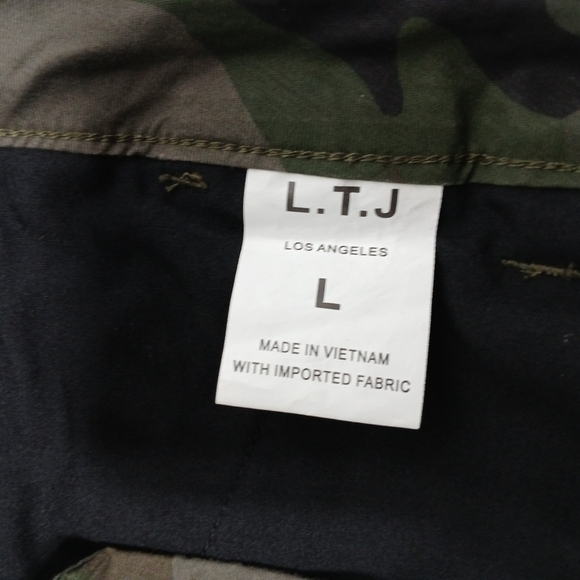 L.T.J
LOS ANGELES
L
MADE IN VIETNAM
WITH IMPORTED FABRIC